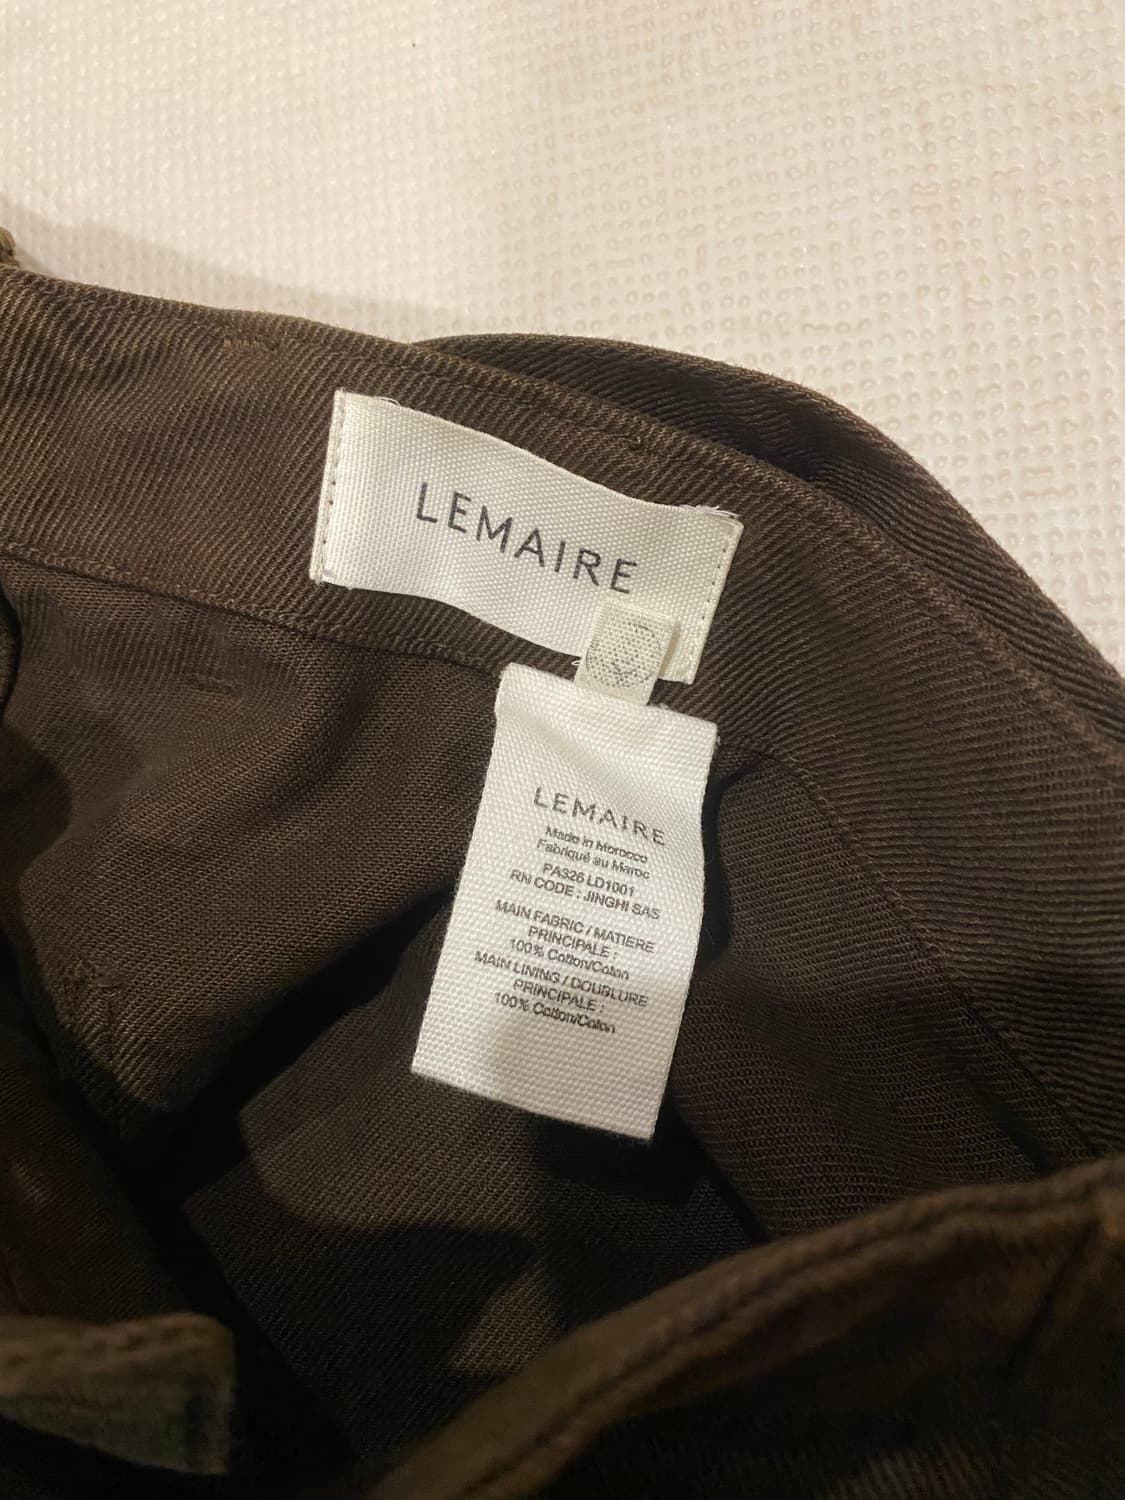 LEMAIRE
LEMAIRE
Made in Morocco
Fabriqué au Maroc
PA326 LD1001
RN CODE : JINGHI SAS
MAIN FABRIC / MATIERE
PRINCIPALE :
100% Cotton/Coton
MAIN LINING / DOUBLURE
PRINCIPALE :
100% Cotton/Coton